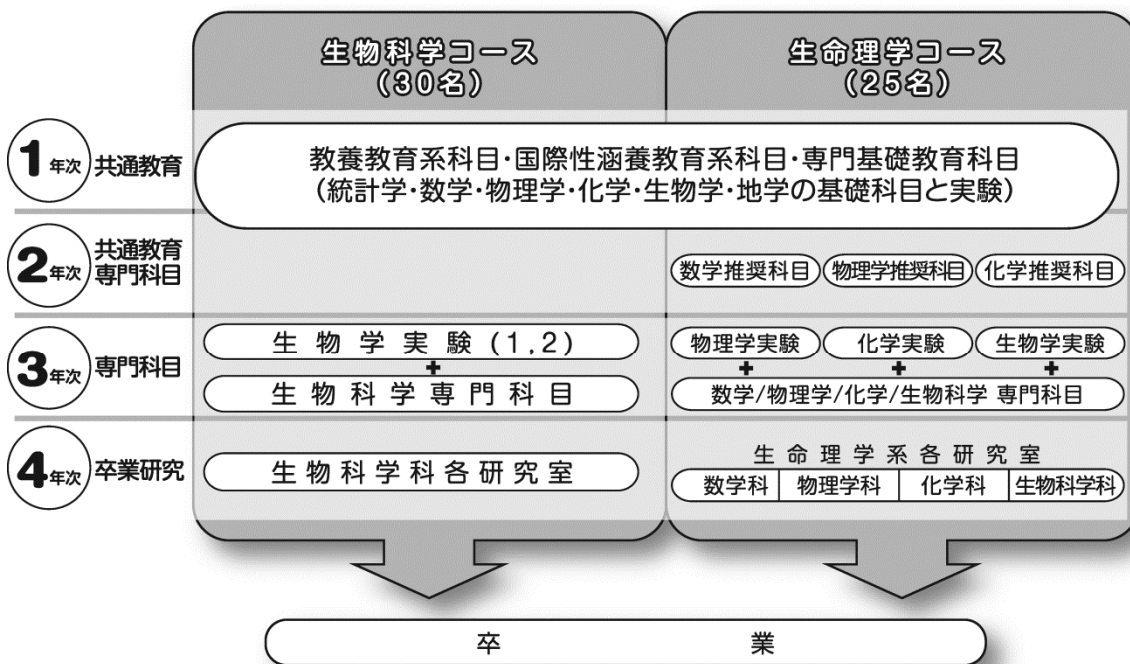 生物科学コース
(30名)
生命理学コース
(25名)
1年次 共通教育
教養教育系科目・国際性涵養教育系科目・専門基礎教育科目
(統計学・数学・物理学・化学・生物学・地学の基礎科目と実験)
2年次 共通教育
専門科目
数学推奨科目 物理学推奨科目 化学推奨科目
3年次 専門科目
生物学実験(1,2)
+
生物科学専門科目
物理学実験 化学実験 生物学実験
+ + +
数学/物理学/化学/生物科学 専門科目
4年次 卒業研究
生物科学科各研究室
生命理学系各研究室
数学科 物理学科 化学科 生物科学科
卒業